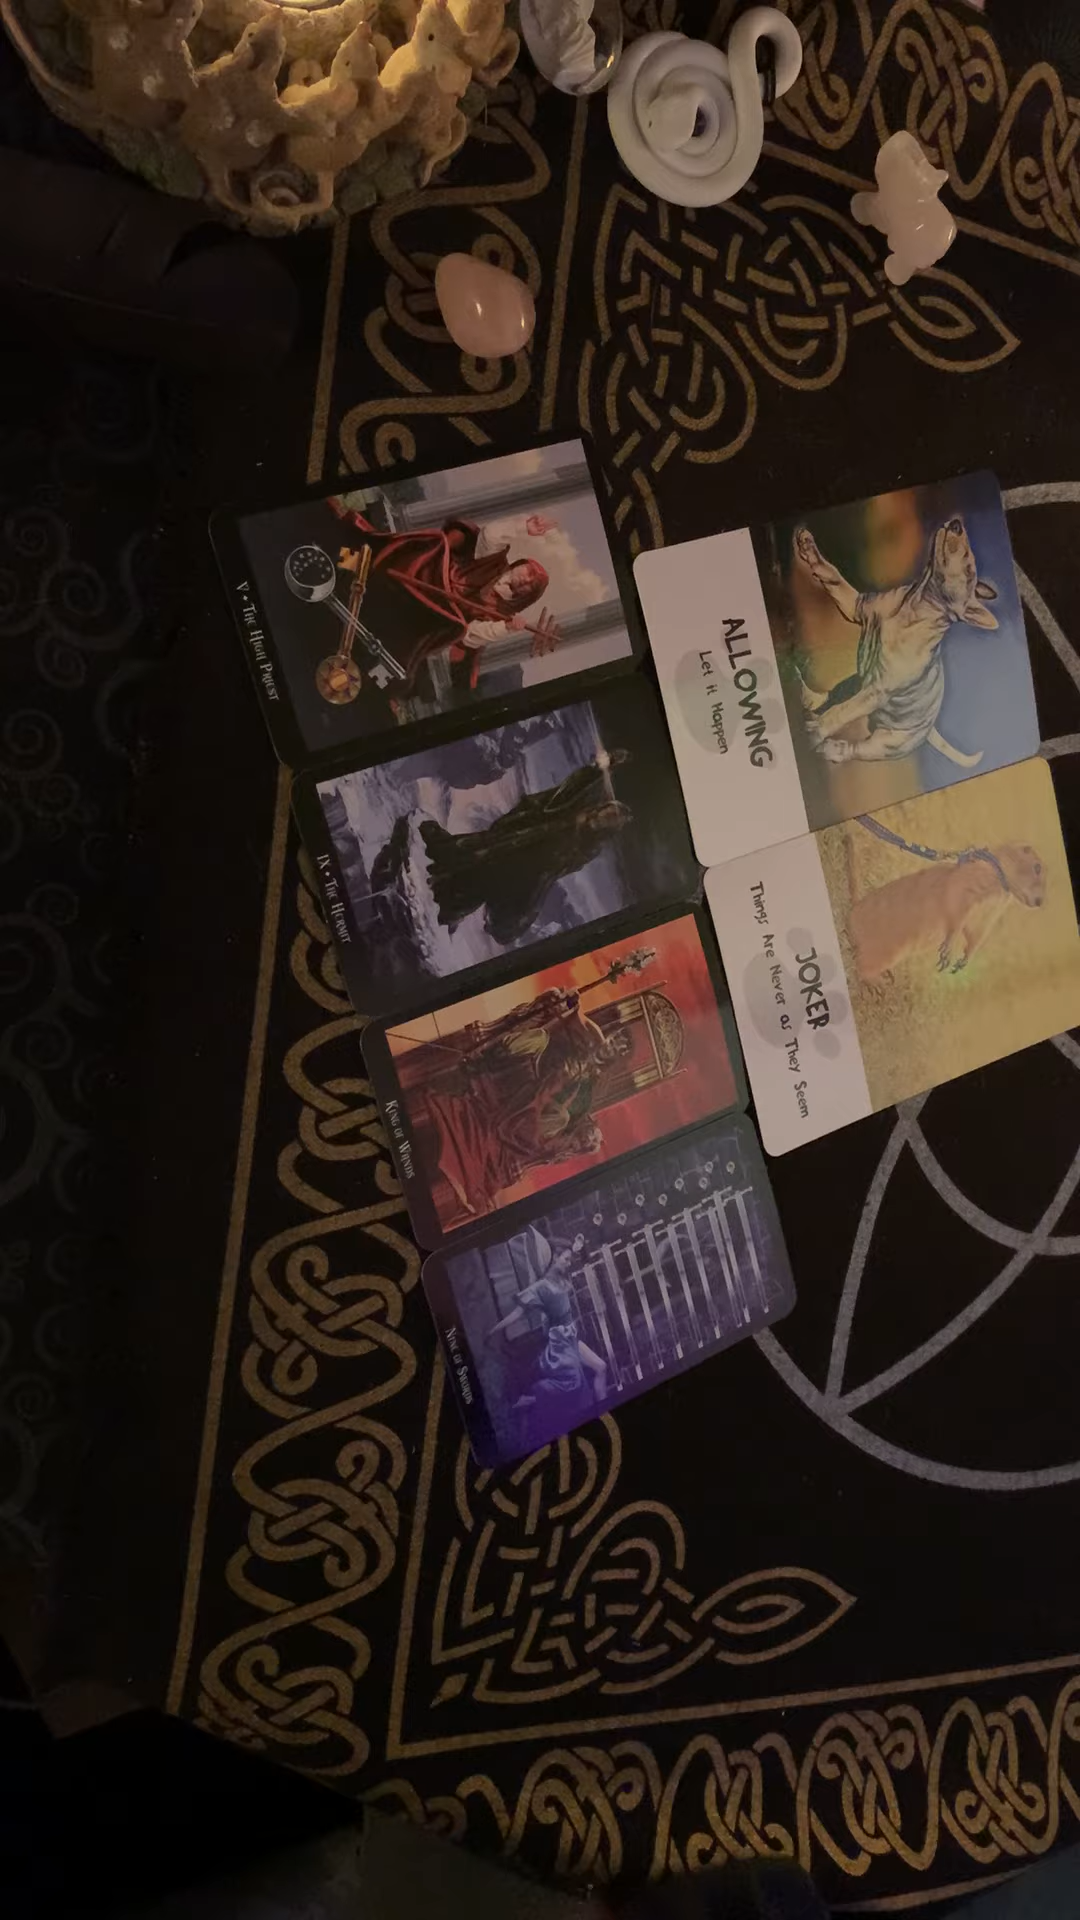 V • The High Priest
IX • The Hermit
King of Wands
Nine of Swords
ALLOWING
Let It Happen
JOKER
Things Are Never as They Seem